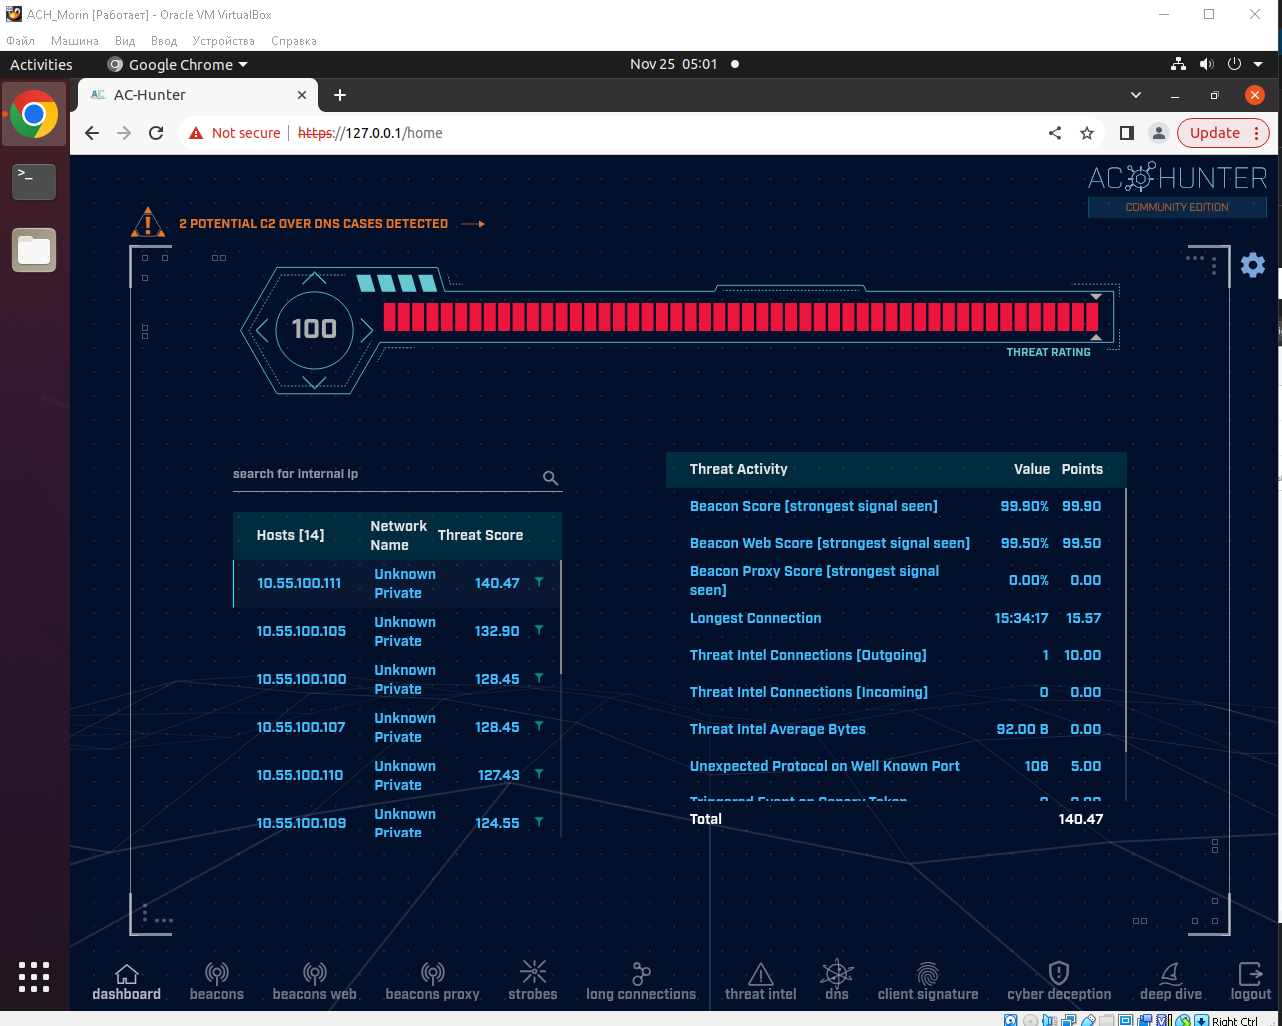 ACH_Morin [Работает] - Oracle VM VirtualBox
Файл Машина Вид Ввод Устройства Справка
Activities Google Chrome Nov 25 05:01
AC-Hunter
Not secure https://127.0.0.1/home Update
AC HUNTER
COMMUNITY EDITION
2 POTENTIAL C2 OVER DNS CASES DETECTED
100
THREAT RATING
search for internal ip
Hosts [14] Network Name Threat Score
10.55.100.111 Unknown Private 140.47
10.55.100.105 Unknown Private 132.90
10.55.100.100 Unknown Private 128.45
10.55.100.107 Unknown Private 128.45
10.55.100.110 Unknown Private 127.43
10.55.100.109 Unknown Private 124.55
Threat Activity Value Points
Beacon Score [strongest signal seen] 99.90% 99.90
Beacon Web Score [strongest signal seen] 99.50% 99.50
Beacon Proxy Score [strongest signal seen] 0.00% 0.00
Longest Connection 15:34:17 15.57
Threat Intel Connections [Outgoing] 1 10.00
Threat Intel Connections [Incoming] 0 0.00
Threat Intel Average Bytes 92.00 B 0.00
Unexpected Protocol on Well Known Port 106 5.00
Triggered Event on Canary Token 0 0.00
Total 140.47
dashboard beacons beacons web beacons proxy strobes long connections threat intel dns client signature cyber deception deep dive logout
Right Ctrl